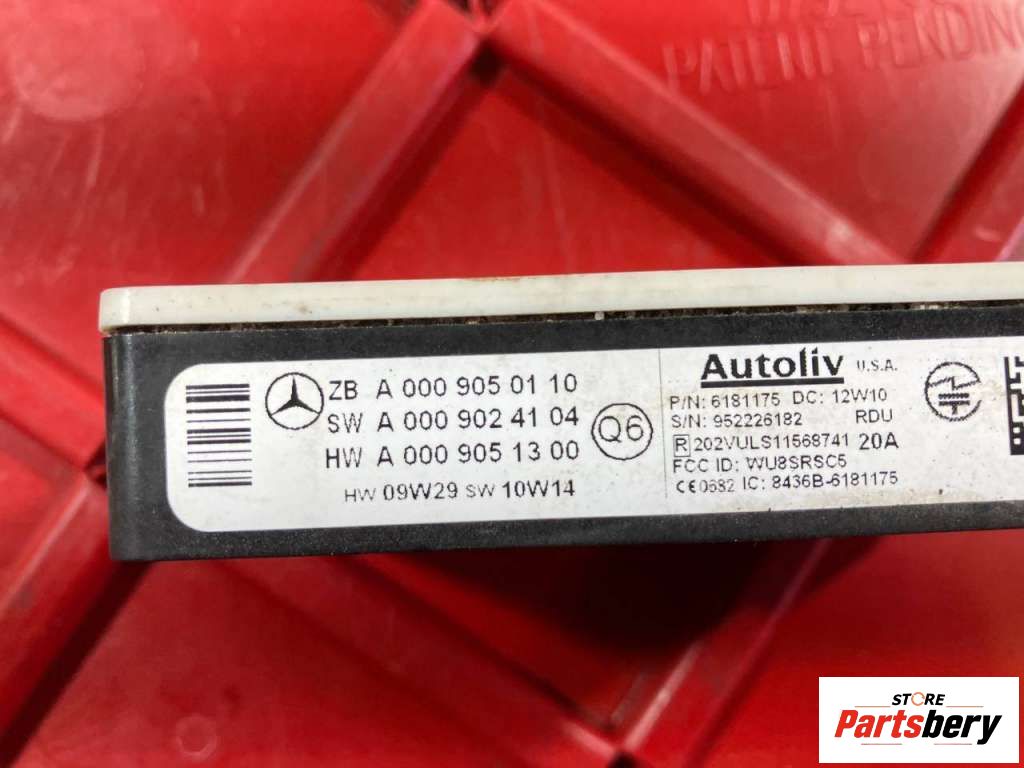 PATENT PENDING
ZB A 000 905 01 10
SW A 000 902 41 04
HW A 000 905 13 00
HW 09W29 SW 10W14
Q6
Autoliv U.S.A.
P/N: 6181175 DC: 12W10
S/N: 952226182 RDU
R 202VULS11568741 20A
FCC ID: WU8SRSC5
CE0682 IC: 8436B-6181175
STORE
Partsbery